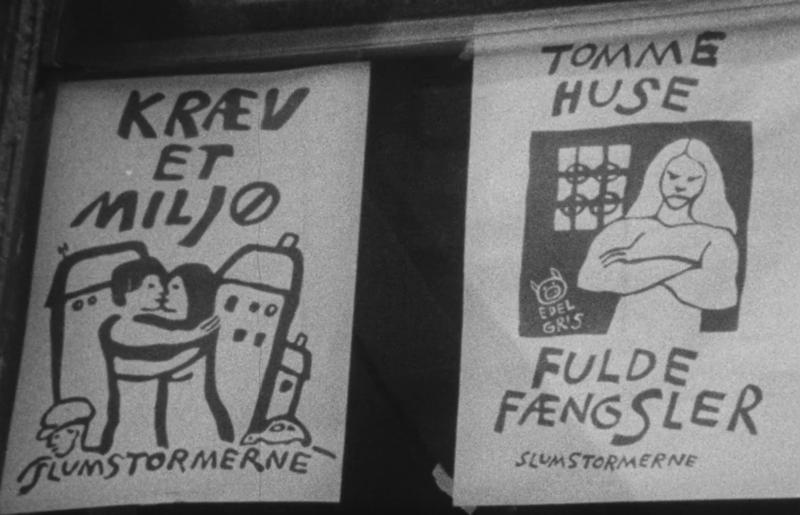 KRÆV
ET
MILJØ
SLUMSTORMERNE
TOMME
HUSE
EDEL
GRIS
FULDE
FÆNGSLER
SLUMSTORMERNE